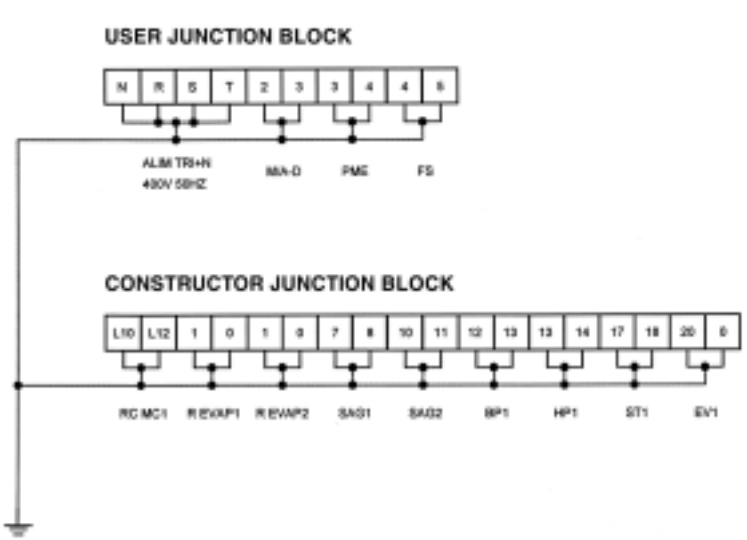 USER JUNCTION BLOCK
N R S T 2 3 3 4 4 5
ALIM TRI+N M/A-D PME FS
400V 50HZ
CONSTRUCTOR JUNCTION BLOCK
L10 L12 1 0 1 0 7 8 10 11 12 13 13 14 17 18 20 0
RC MC1 R EVAP1 R EVAP2 SAG1 SAG2 BP1 HP1 ST1 EV1